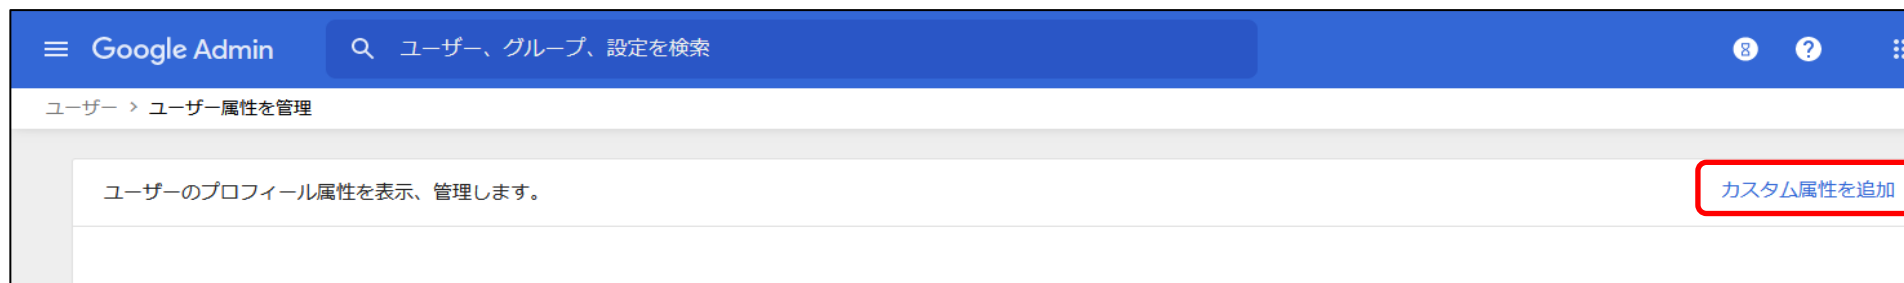 Google Admin ユーザー、グループ、設定を検索
ユーザー > ユーザー属性を管理
ユーザーのプロフィール属性を表示、管理します。 カスタム属性を追加